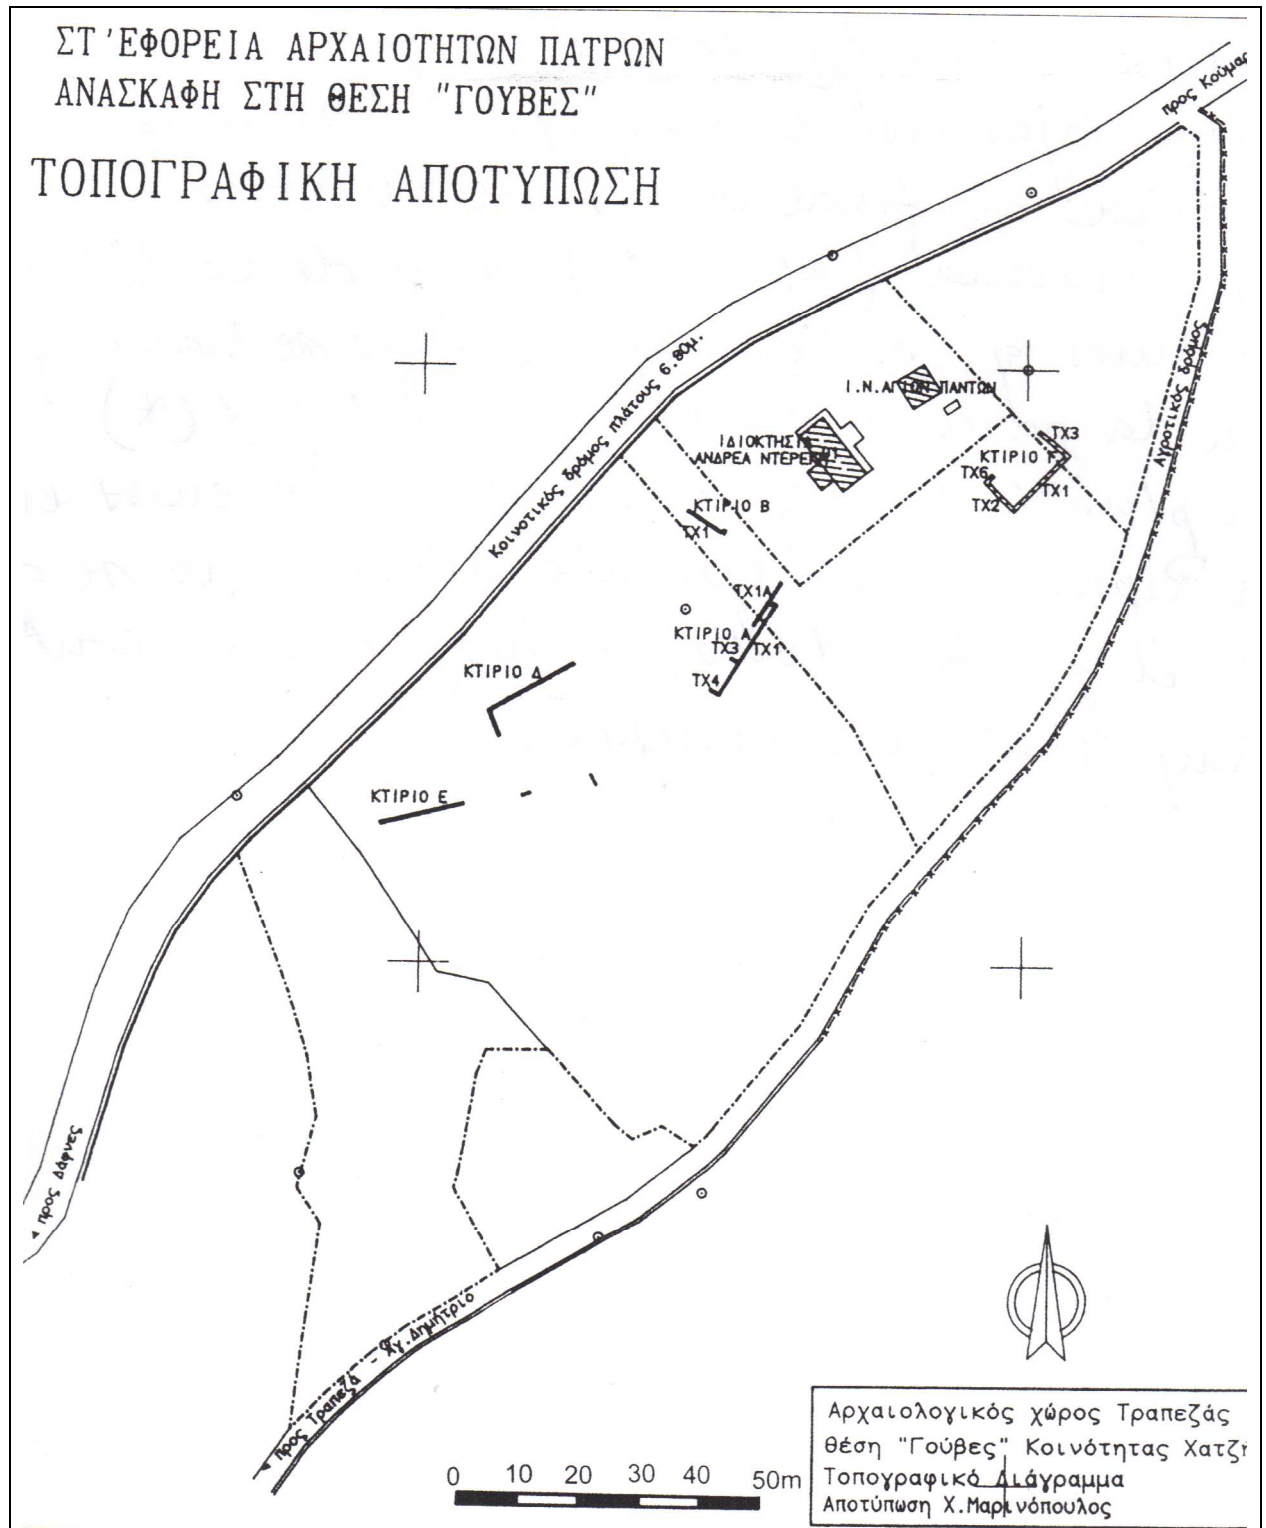 ΣΤ'ΕΦΟΡΕΙΑ ΑΡΧΑΙΟΤΗΤΩΝ ΠΑΤΡΩΝ
ΑΝΑΣΚΑΦΗ ΣΤΗ ΘΕΣΗ "ΓΟΥΒΕΣ"
ΤΟΠΟΓΡΑΦΙΚΗ ΑΠΟΤΥΠΩΣΗ
προς Κούμαρ
Κοινοτικός δρόμος πλάτους 6.80μ.
Αγροτικός δρόμος
Ι.Ν.ΑΓΙΩΝ ΠΑΝΤΩΝ
ΙΔΙΟΚΤΗΣΙΑ
ΑΝΔΡΕΑ
ΤΧ3
ΚΤΙΡΙΟ Γ
ΤΧ6
ΤΧ1
ΤΧ2
ΚΤΙΡΙΟ Β
ΤΧ1
ΤΧ1Α
ΚΤΙΡΙΟ Α
ΤΧ3
ΤΧ1
ΤΧ4
ΚΤΙΡΙΟ Δ
ΚΤΙΡΙΟ Ε
προς Δάφνες
προς Τραπεζά - Αγ.Δημήτριο
0 10 20 30 40 50m
Αρχαιολογικός χώρος Τραπεζάς
θέση "Γούβες" Κοινότητας Χατζή
Τοπογραφικό Διάγραμμα
Αποτύπωση Χ.Μαρινόπουλος